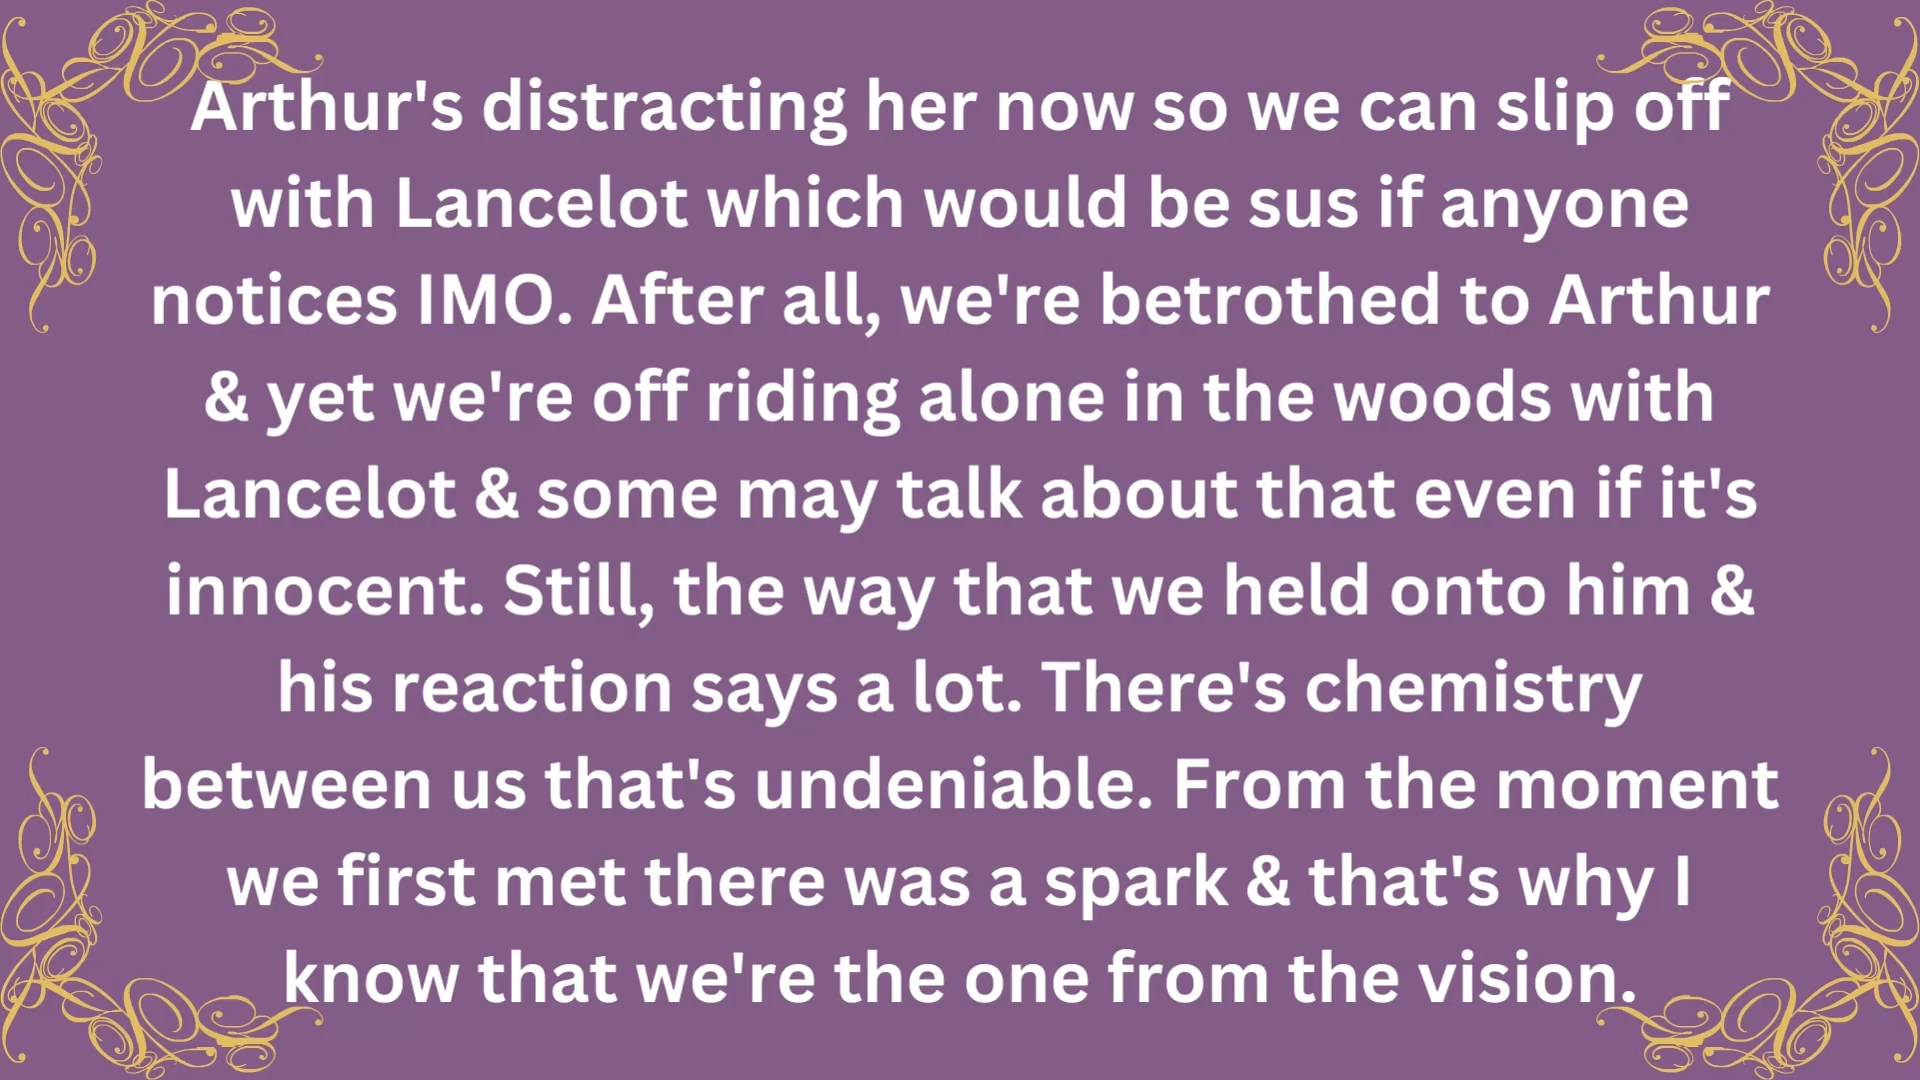 Arthur's distracting her now so we can slip off
with Lancelot which would be sus if anyone
notices IMO. After all, we're betrothed to Arthur
& yet we're off riding alone in the woods with
Lancelot & some may talk about that even if it's
innocent. Still, the way that we held onto him &
his reaction says a lot. There's chemistry
between us that's undeniable. From the moment
we first met there was a spark & that's why I
know that we're the one from the vision.